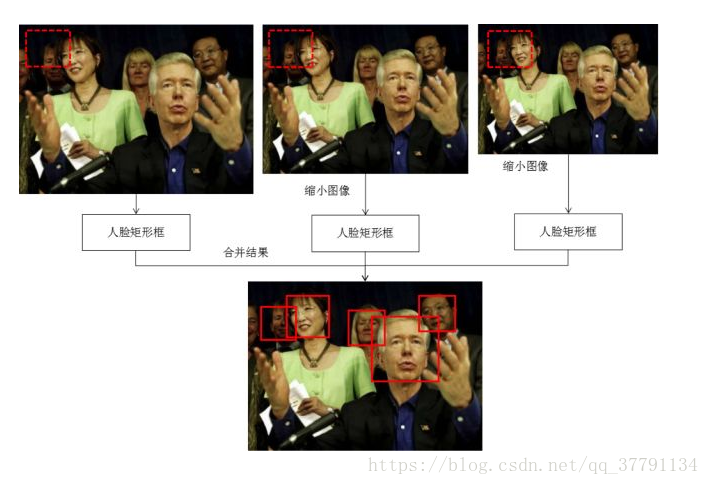 缩小图像
缩小图像
人脸矩形框
人脸矩形框
人脸矩形框
合并结果
https://blog.csdn.net/qq_37791134